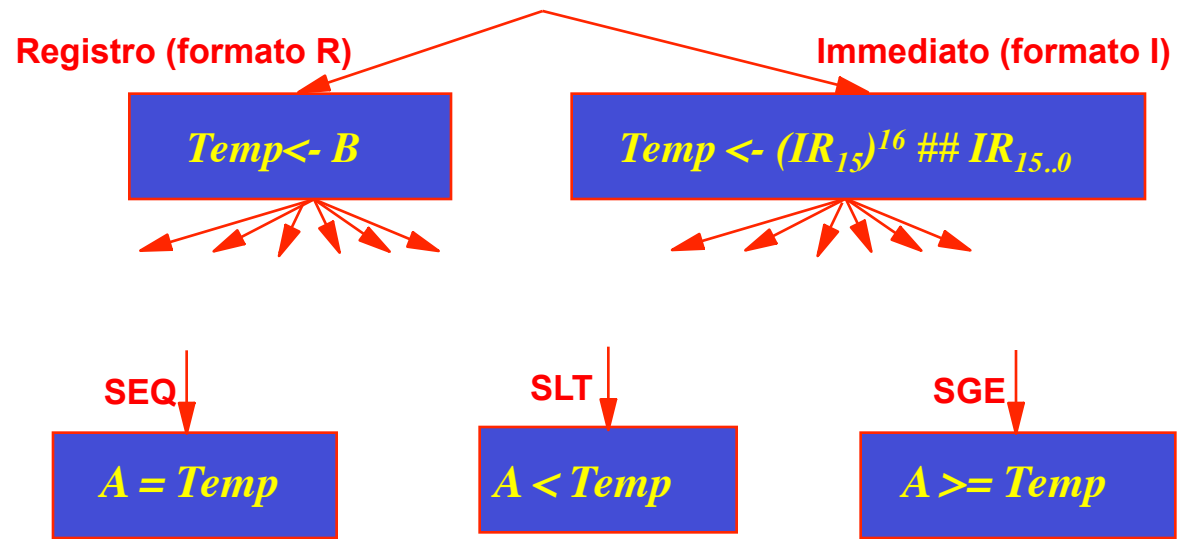 Registro (formato R)
Immediato (formato I)
Temp<- B
Temp <- (IR₁₅)¹⁶ ## IR₁₅..₀
SEQ
SLT
SGE
A = Temp
A < Temp
A >= Temp